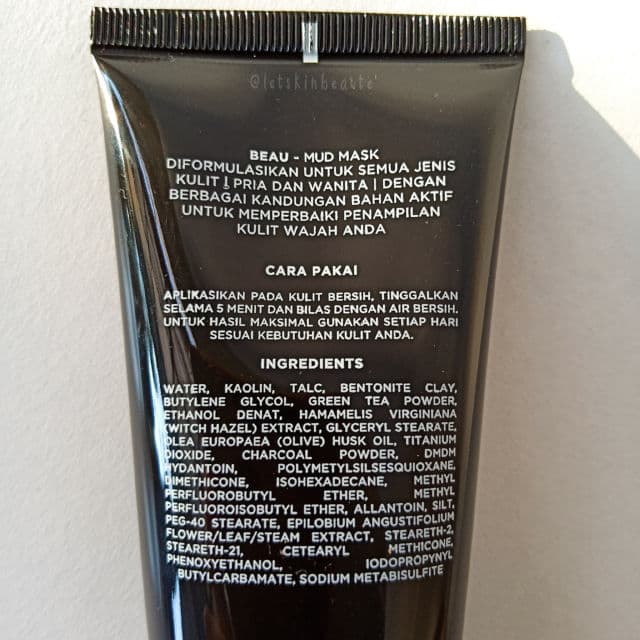 @letskinbeaute
BEAU - MUD MASK
DIFORMULASIKAN UNTUK SEMUA JENIS
KULIT | PRIA DAN WANITA | DENGAN
BERBAGAI KANDUNGAN BAHAN AKTIF
UNTUK MEMPERBAIKI PENAMPILAN
KULIT WAJAH ANDA
CARA PAKAI
APLIKASIKAN PADA KULIT BERSIH, TINGGALKAN
SELAMA 5 MENIT DAN BILAS DENGAN AIR BERSIH.
UNTUK HASIL MAKSIMAL GUNAKAN SETIAP HARI
SESUAI KEBUTUHAN KULIT ANDA.
INGREDIENTS
WATER, KAOLIN, TALC, BENTONITE CLAY,
BUTYLENE GLYCOL, GREEN TEA POWDER,
ETHANOL DENAT, HAMAMELIS VIRGINIANA
(WITCH HAZEL) EXTRACT, GLYCERYL STEARATE,
OLEA EUROPAEA (OLIVE) HUSK OIL, TITANIUM
DIOXIDE, CHARCOAL POWDER, DMDM
HYDANTOIN, POLYMETYLSILSESQUIOXANE,
DIMETHICONE, ISOHEXADECANE, METHYL
PERFLUOROBUTYL ETHER, METHYL
PERFLUOROISOBUTYL ETHER, ALLANTOIN, SILT,
PEG-40 STEARATE, EPILOBIUM ANGUSTIFOLIUM
FLOWER/LEAF/STEAM EXTRACT, STEARETH-2,
STEARETH-21, CETEARYL METHICONE,
PHENOXYETHANOL, IODOPROPYNYL
BUTYLCARBAMATE, SODIUM METABISULFITE